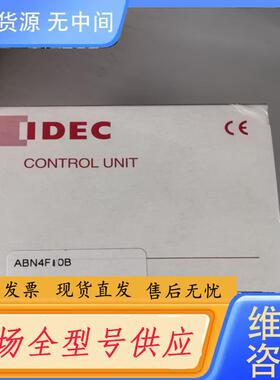 货源 无中间
IDEC
CE
CONTROL UNIT
ABN4F10B
发票 现货直发 售后无忧
场全型号供应
维
咨